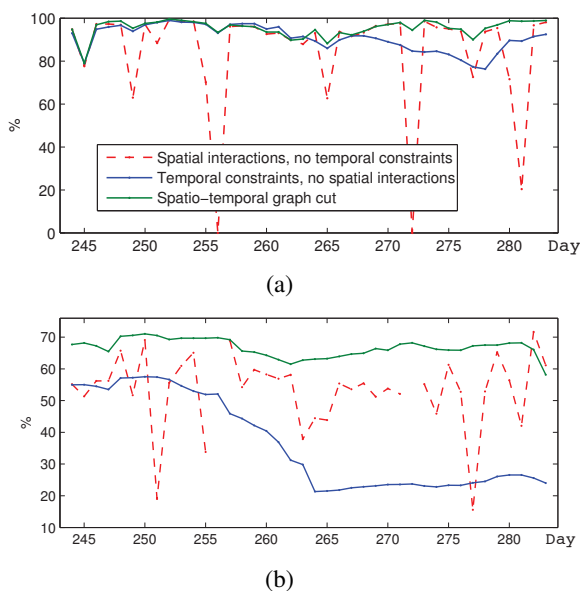 100
80
60
40
20
0
%
Spatial interactions, no temporal constraints
Temporal constraints, no spatial interactions
Spatio-temporal graph cut
245 250 255 260 265 270 275 280 Day
(a)
70
60
50
40
30
20
10
%
245 250 255 260 265 270 275 280 Day
(b)